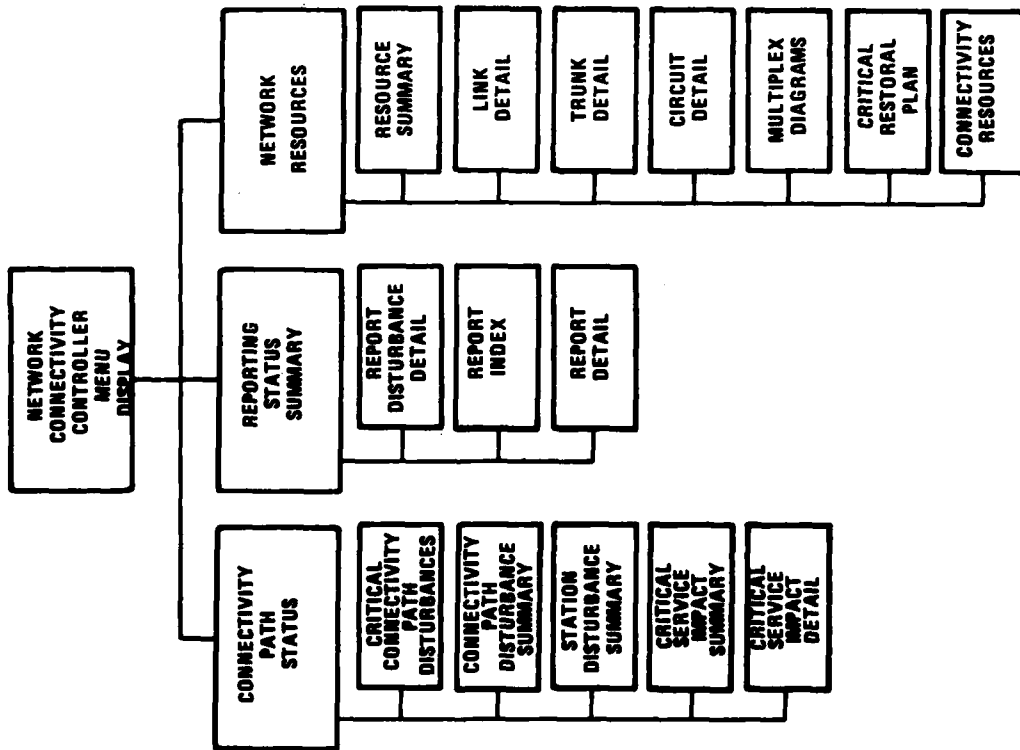 NETWORK
CONNECTIVITY
CONTROLLER
MENU
DISPLAY
CONNECTIVITY
PATH
STATUS
CRITICAL
CONNECTIVITY
PATH
DISTURBANCES
CONNECTIVITY
PATH
DISTURBANCE
SUMMARY
STATION
DISTURBANCE
SUMMARY
CRITICAL
SERVICE
IMPACT
SUMMARY
CRITICAL
SERVICE
IMPACT
DETAIL
REPORTING
STATUS
SUMMARY
REPORT
DISTURBANCE
DETAIL
REPORT
INDEX
REPORT
DETAIL
NETWORK
RESOURCES
RESOURCE
SUMMARY
LINK
DETAIL
TRUNK
DETAIL
CIRCUIT
DETAIL
MULTIPLEX
DIAGRAMS
CRITICAL
RESTORAL
PLAN
CONNECTIVITY
RESOURCES